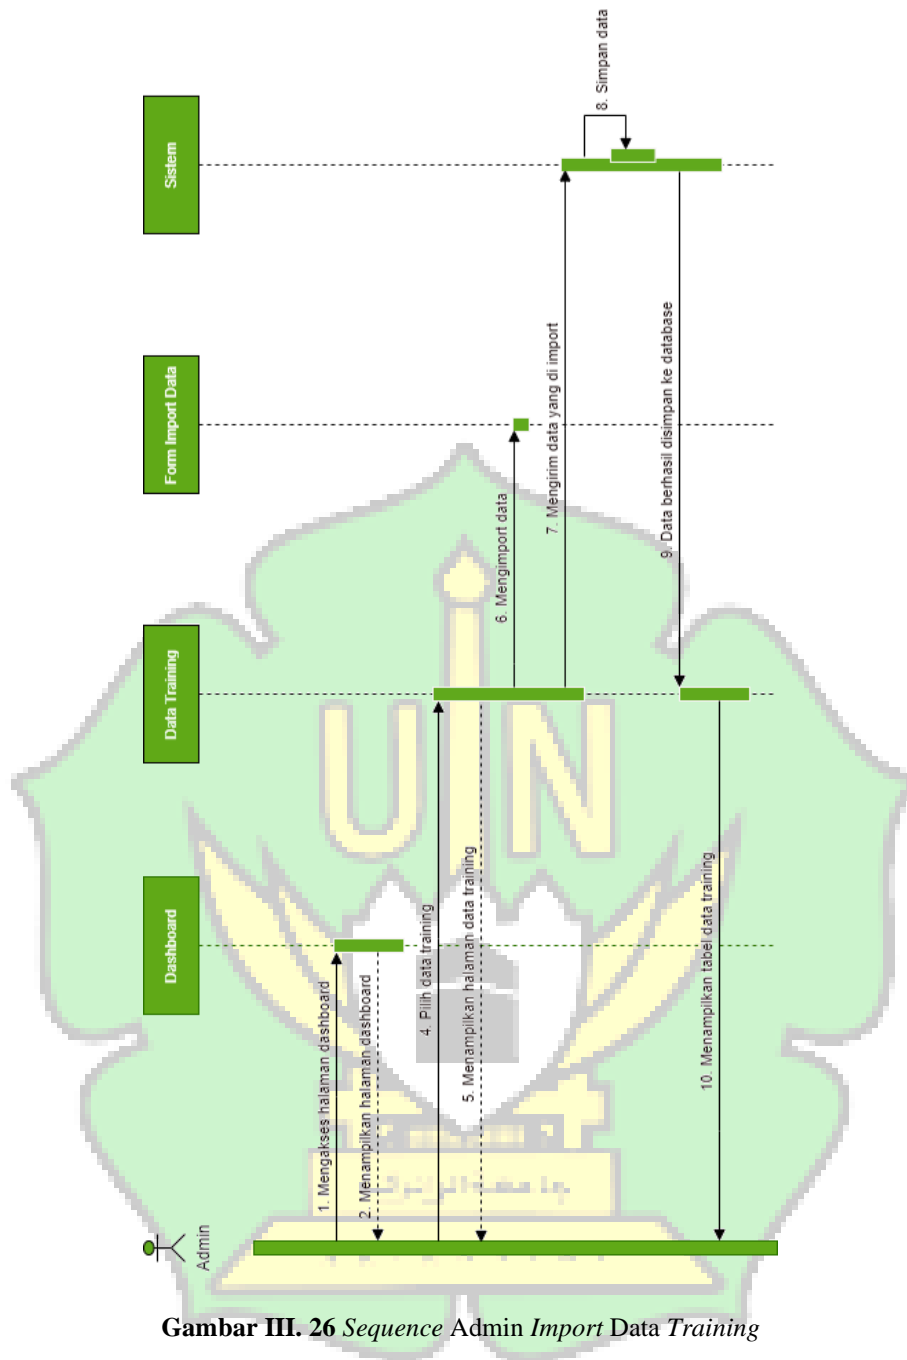 Admin
Dashboard
Data Training
Form Import Data
Sistem
1. Mengakses halaman dashboard
2. Menampilkan halaman dashboard
4. Pilih data training
5. Menampilkan halaman data training
6. Mengimport data
7. Mengirim data yang di import
8. Simpan data
9. Data berhasil disimpan ke database
10. Menampilkan tabel data training
UIN
Gambar III. 26 Sequence Admin Import Data Training